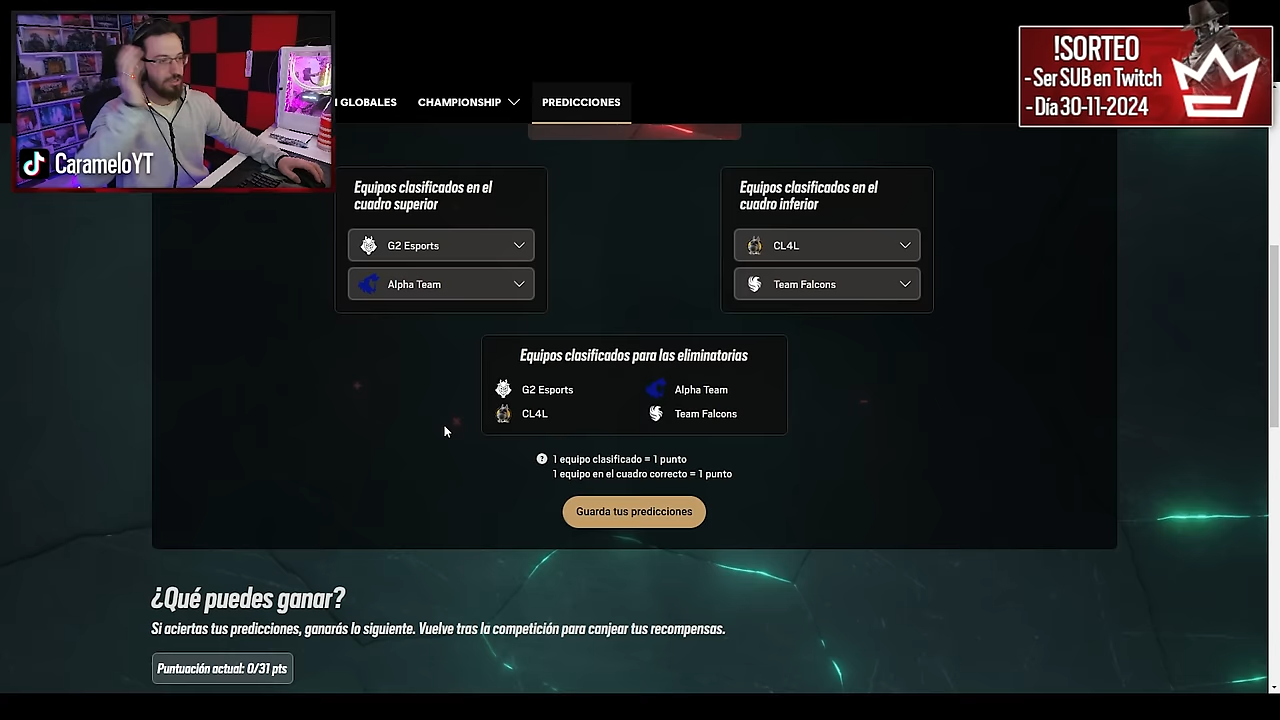 !SORTEO
- Ser SUB en Twitch
- Día 30-11-2024
GLOBALES
CHAMPIONSHIP
PREDICCIONES
CarameloYT
Equipos clasificados en el
cuadro superior
G2 Esports
Alpha Team
Equipos clasificados en el
cuadro inferior
CL4L
Team Falcons
Equipos clasificados para las eliminatorias
G2 Esports
Alpha Team
CL4L
Team Falcons
1 equipo clasificado = 1 punto
1 equipo en el cuadro correcto = 1 punto
Guarda tus predicciones
¿Qué puedes ganar?
Si aciertas tus predicciones, ganarás lo siguiente. Vuelve tras la competición para canjear tus recompensas.
Puntuación actual: 0/31 pts